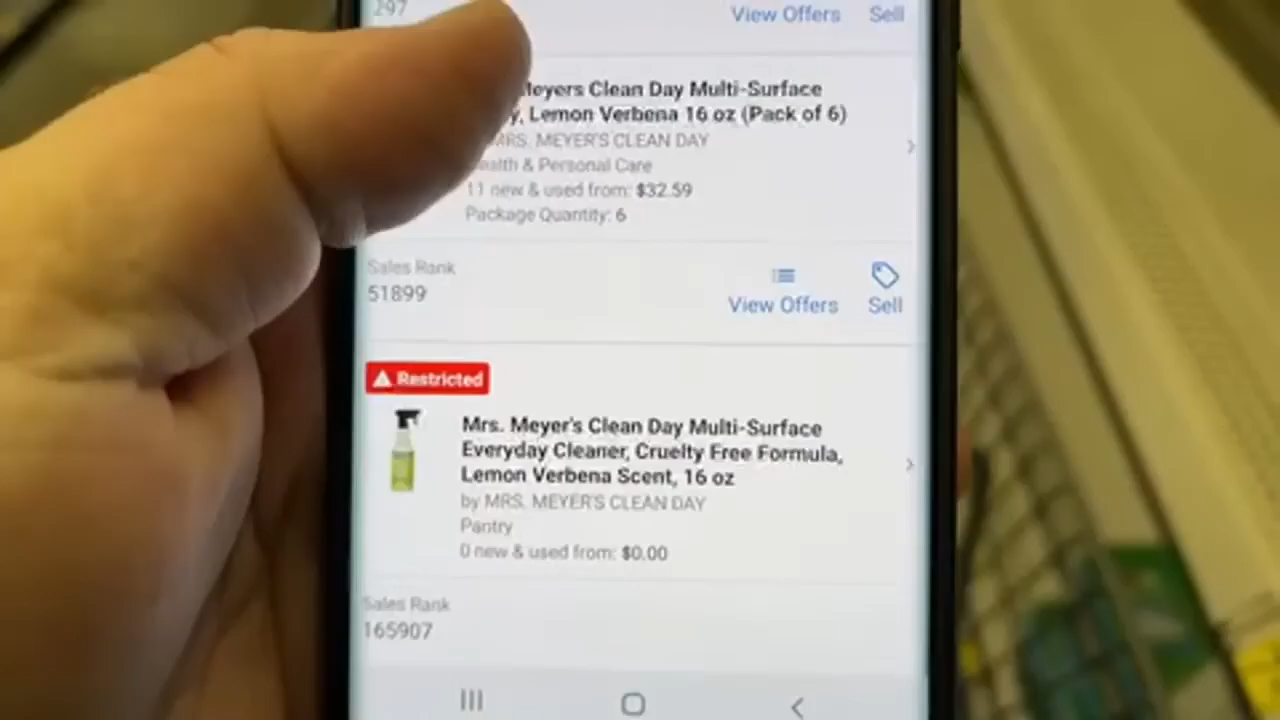 297
View Offers Sell
Meyers Clean Day Multi-Surface
y, Lemon Verbena 16 oz (Pack of 6)
MRS. MEYER'S CLEAN DAY
ealth & Personal Care
11 new & used from: $32.59
Package Quantity: 6
Sales Rank
51899
View Offers Sell
Restricted
Mrs. Meyer's Clean Day Multi-Surface
Everyday Cleaner, Cruelty Free Formula,
Lemon Verbena Scent, 16 oz
by MRS. MEYER'S CLEAN DAY
Pantry
0 new & used from: $0.00
Sales Rank
165907